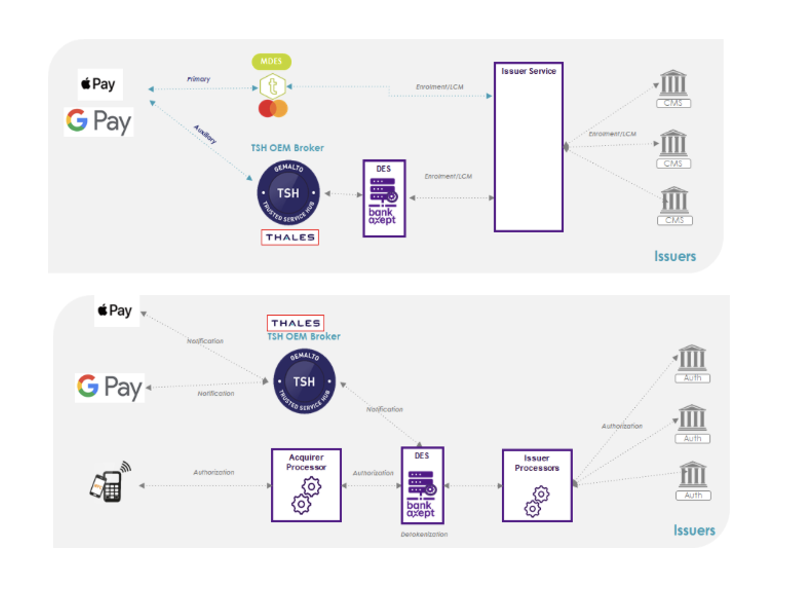 MDES
Issuer Service
Pay
Primary
Enrolment/LCM
CMS
G Pay
Auxiliary
TSH OEM Broker
Enrolment/LCM
CMS
GEMALTO
TSH
TRUSTED SERVICE HUB
DES
bank
axept
Enrolment/LCM
CMS
THALES
Issuers
Pay
Notification
THALES
TSH OEM Broker
GEMALTO
TSH
TRUSTED SERVICE HUB
Auth
G Pay
Notification
Notification
Authorization
Auth
Acquirer
Processor
DES
Issuer
Processors
Authorization
Authorization
bank
axept
Auth
Detokenization
Issuers